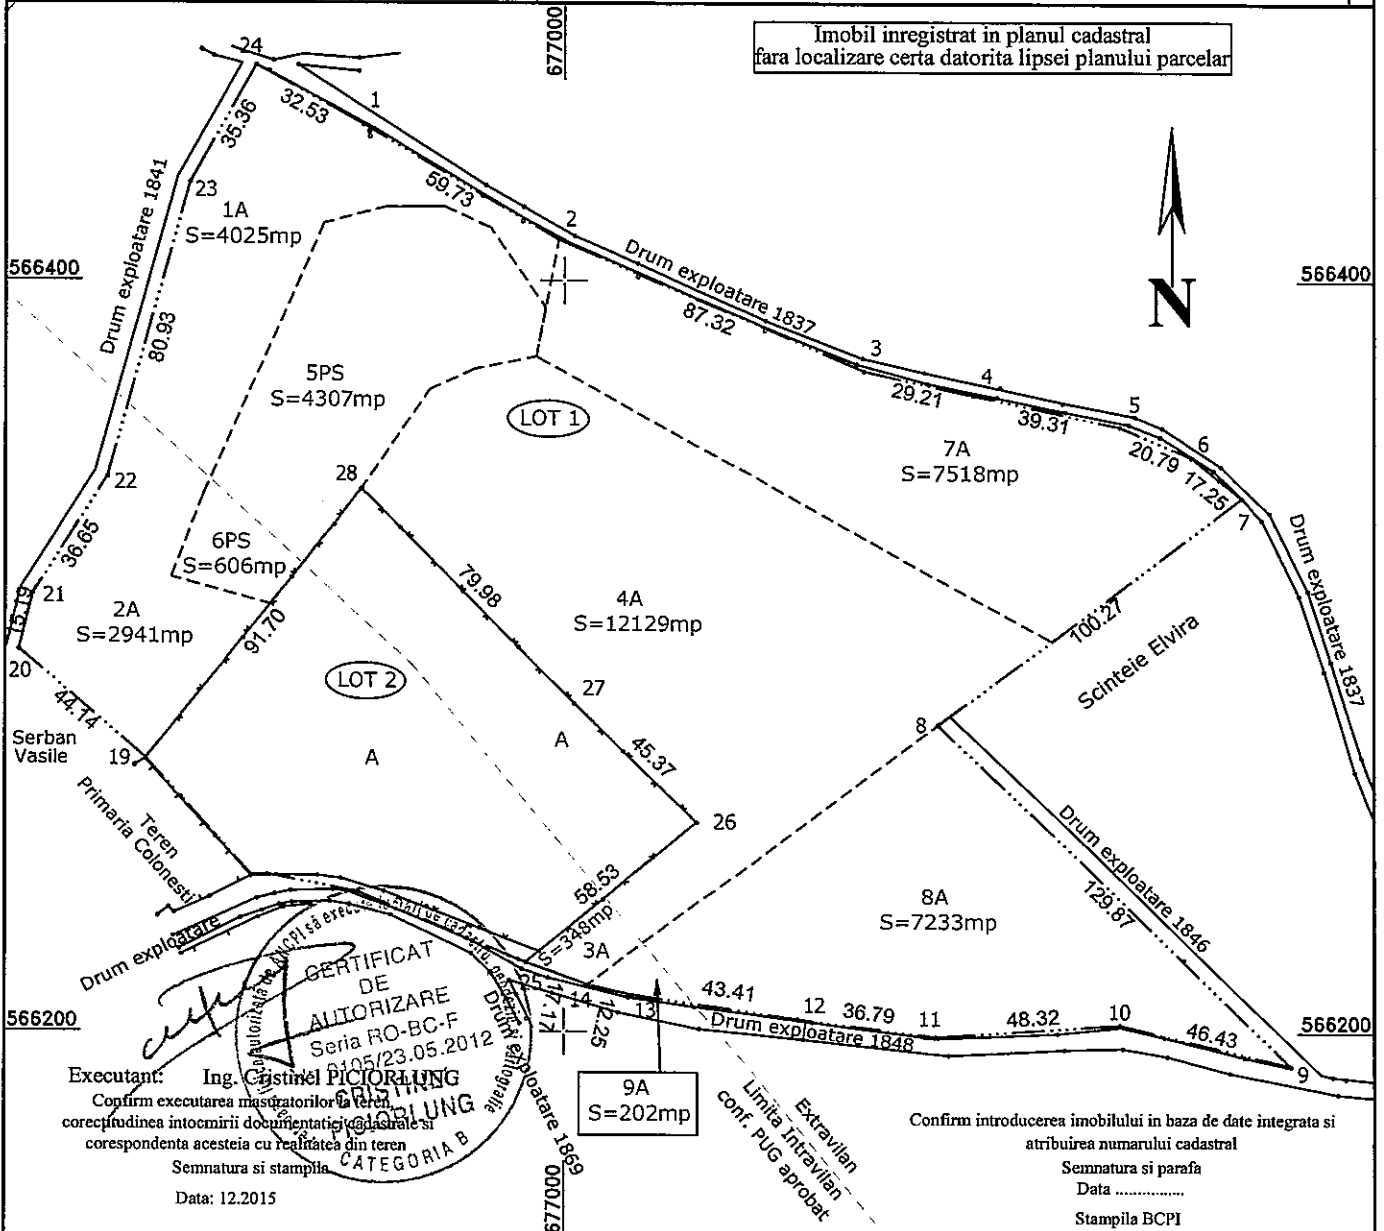 677000
Imobil inregistrat in planul cadastral
fara localizare certa datorita lipsei planului parcelar
24
1
32.53
35.36
59.73
23
Drum exploatare 1841
1A
S=4025mp
2
Drum exploatare 1837
566400
566400
N
80.93
87.32
3
4
5
6
7
29.21
39.31
20.79
17.25
5PS
S=4307mp
LOT 1
7A
S=7518mp
28
22
36.65
6PS
S=606mp
Drum exploatare 1837
21
15.19
2A
S=2941mp
91.70
79.98
4A
S=12129mp
100.27
Scinteie Elvira
20
44.14
LOT 2
27
8
Serban
Vasile
19
A
A
45.37
Teren
Primaria Colonesti
26
Drum exploatare 1846
129.87
58.53
8A
S=7233mp
S=348mp
3A
Drum exploatare
25
17.17
14
12.25
13
43.41
12
36.79
11
48.32
10
46.43
9
Drum exploatare 1848
566200
566200
CERTIFICAT
DE
AUTORIZARE
Seria RO-BC-F
0105/23.05.2012
CRISTINEL
PICIORLUNG
CATEGORIA B
Drum exploatare 1869
9A
S=202mp
Extravilan
Limita Intravilan
conf. PUG aprobat
Executant: Ing. Cristinel PICIORLUNG
Confirm executarea masuratorilor la teren,
corectitudinea intocmirii documentatiei cadastrale si
corespondenta acesteia cu realitatea din teren
Semnatura si stampila
Data: 12.2015
677000
Confirm introducerea imobilului in baza de date integrata si
atribuirea numarului cadastral
Semnatura si parafa
Data ...............
Stampila BCPI